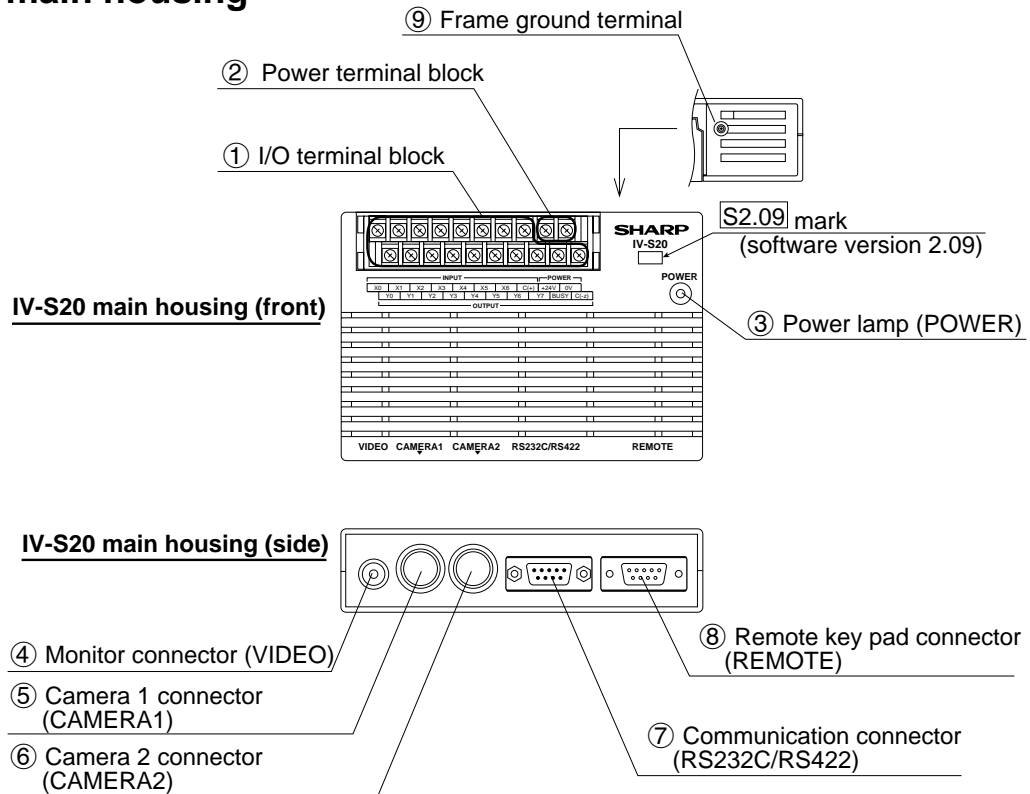 main housing
⑨ Frame ground terminal
② Power terminal block
① I/O terminal block
S2.09 mark
(software version 2.09)
SHARP
IV-S20
POWER
INPUT
POWER
X0 X1 X2 X3 X4 X5 X6 C(+) +24V 0V
Y0 Y1 Y2 Y3 Y4 Y5 Y6 Y7 BUSY C(-z)
OUTPUT
IV-S20 main housing (front)
③ Power lamp (POWER)
VIDEO CAMERA1 CAMERA2 RS232C/RS422 REMOTE
IV-S20 main housing (side)
④ Monitor connector (VIDEO)
⑧ Remote key pad connector
(REMOTE)
⑤ Camera 1 connector
(CAMERA1)
⑦ Communication connector
(RS232C/RS422)
⑥ Camera 2 connector
(CAMERA2)